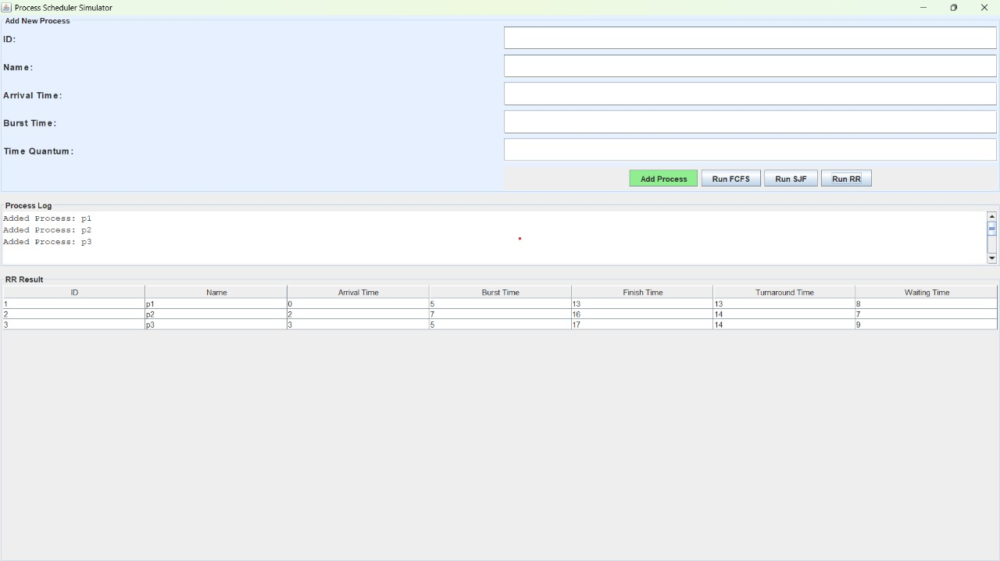 Process Scheduler Simulator
Add New Process
ID:
Name:
Arrival Time:
Burst Time:
Time Quantum:
Add Process Run FCFS Run SJF Run RR
Process Log
Added Process: p1
Added Process: p2
Added Process: p3
RR Result
ID Name Arrival Time Burst Time Finish Time Turnaround Time Waiting Time
1 p1 0 5 13 13 8
2 p2 2 7 16 14 7
3 p3 3 5 17 14 9